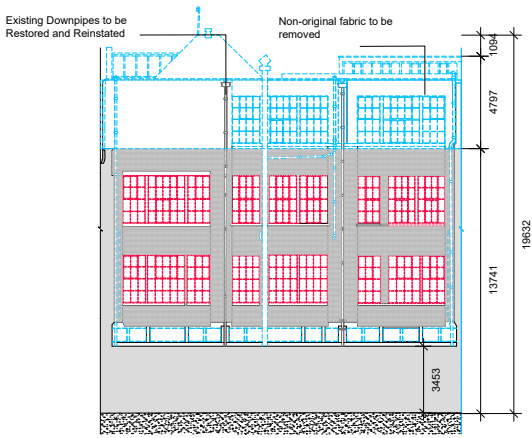 Existing Downpipes to be
Restored and Reinstated
Non-original fabric to be
removed
1094
4797
19632
13741
3453